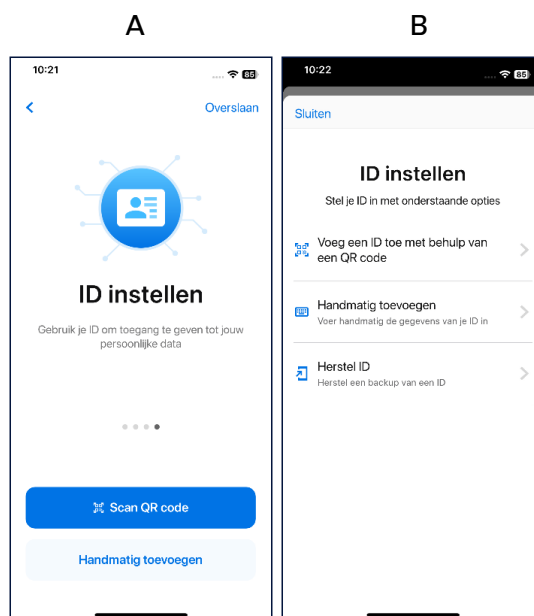 A
B
10:21
85
Overslaan
ID instellen
Gebruik je ID om toegang te geven tot jouw
persoonlijke data
Scan QR code
Handmatig toevoegen
10:22
85
Sluiten
ID instellen
Stel je ID in met onderstaande opties
Voeg een ID toe met behulp van
een QR code
Handmatig toevoegen
Voer handmatig de gegevens van je ID in
Herstel ID
Herstel een backup van een ID